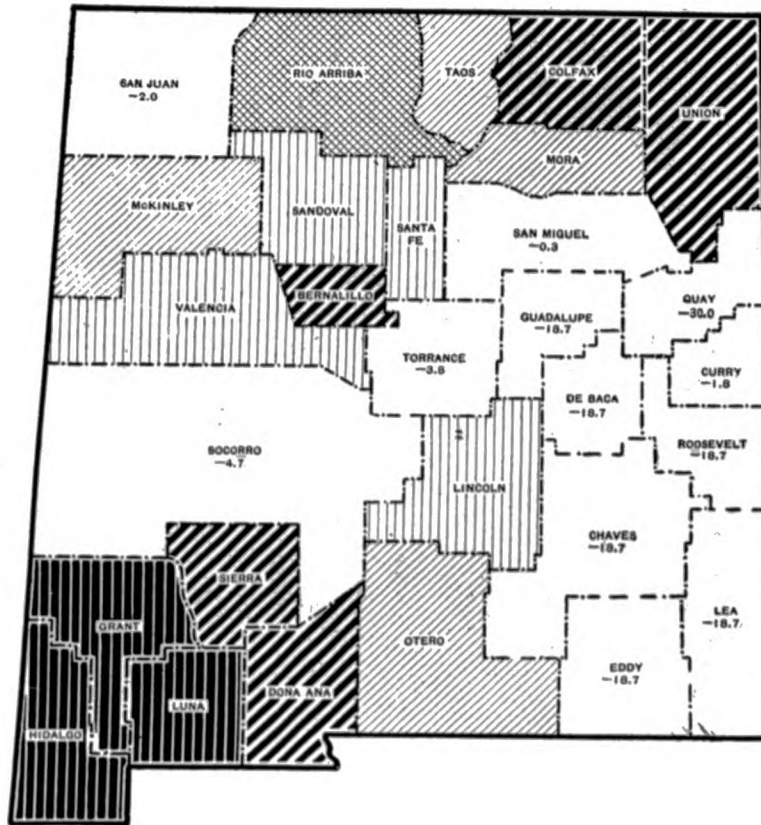 SAN JUAN
−2.0
RIO ARRIBA
TAOS
COLFAX
UNION
MORA
McKINLEY
SANDOVAL
SANTA
FE
SAN MIGUEL
−0.3
BERNALILLO
VALENCIA
GUADALUPE
−18.7
QUAY
−30.0
TORRANCE
−3.8
CURRY
−1.8
DE BACA
−18.7
ROOSEVELT
−18.7
SOCORRO
−4.7
LINCOLN
CHAVES
−18.7
SIERRA
LEA
−18.7
GRANT
OTERO
EDDY
−18.7
DONA ANA
LUNA
HIDALGO